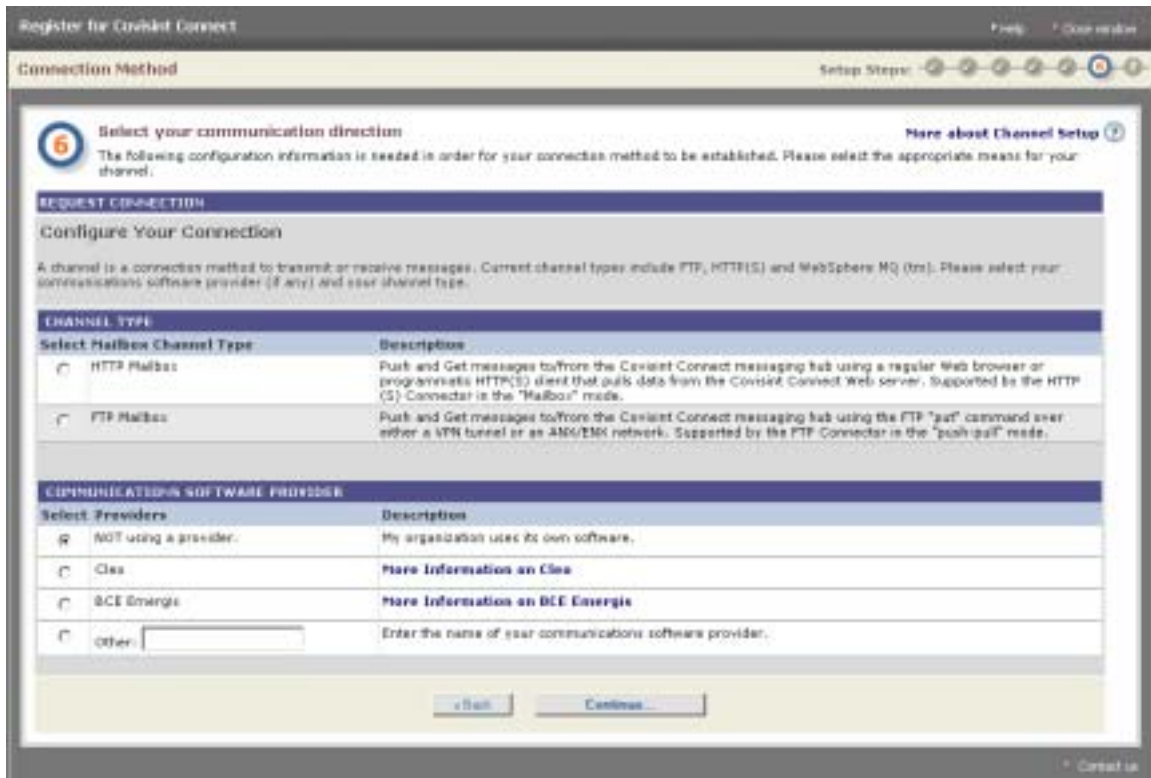 Register for Covisint Connect
Help
Close window
Connection Method
Setup Steps:
6
6
Select your communication direction
More about Channel Setup ?
The following configuration information is needed in order for your connection method to be established. Please select the appropriate means for your
channel.
REQUEST CONNECTION
Configure Your Connection
A channel is a connection method to transmit or receive messages. Current channel types include FTP, HTTP(S) and WebSphere MQ (tm). Please select your
communications software provider (if any) and your channel type.
CHANNEL TYPE
Select Mailbox Channel Type Description
HTTP Mailbox
Push and Get messages to/from the Covisint Connect messaging hub using a regular Web browser or
programmatic HTTP(S) client that pulls data from the Covisint Connect Web server. Supported by the HTTP
(S) Connector in the "Mailbox" mode.
FTP Mailbox
Push and Get messages to/from the Covisint Connect messaging hub using the FTP "put" command over
either a VPN tunnel or an ANX/ENX network. Supported by the FTP Connector in the "push-pull" mode.
COMMUNICATIONS SOFTWARE PROVIDER
Select Providers Description
NOT using a provider. My organization uses its own software.
Cleo More Information on Cleo
BCE Emergis More Information on BCE Emergis
Other: Enter the name of your communications software provider.
< Back Continue...
Contact us